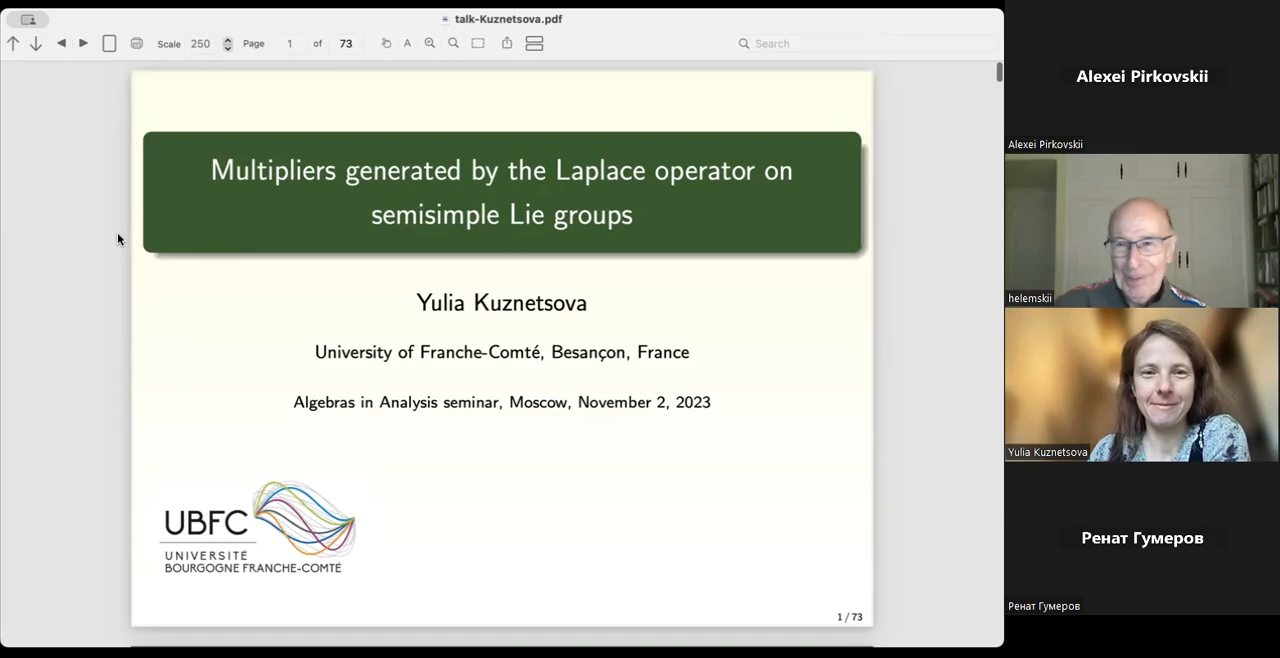 talk-Kuznetsova.pdf
Scale 250 Page 1 of 73
A
Search
Multipliers generated by the Laplace operator on
semisimple Lie groups
Yulia Kuznetsova
University of Franche-Comté, Besançon, France
Algebras in Analysis seminar, Moscow, November 2, 2023
UBFC
UNIVERSITÉ
BOURGOGNE FRANCHE-COMTÉ
1 / 73
Alexei Pirkovskii
Alexei Pirkovskii
helemskii
Yulia Kuznetsova
Ренат Гумеров
Ренат Гумеров